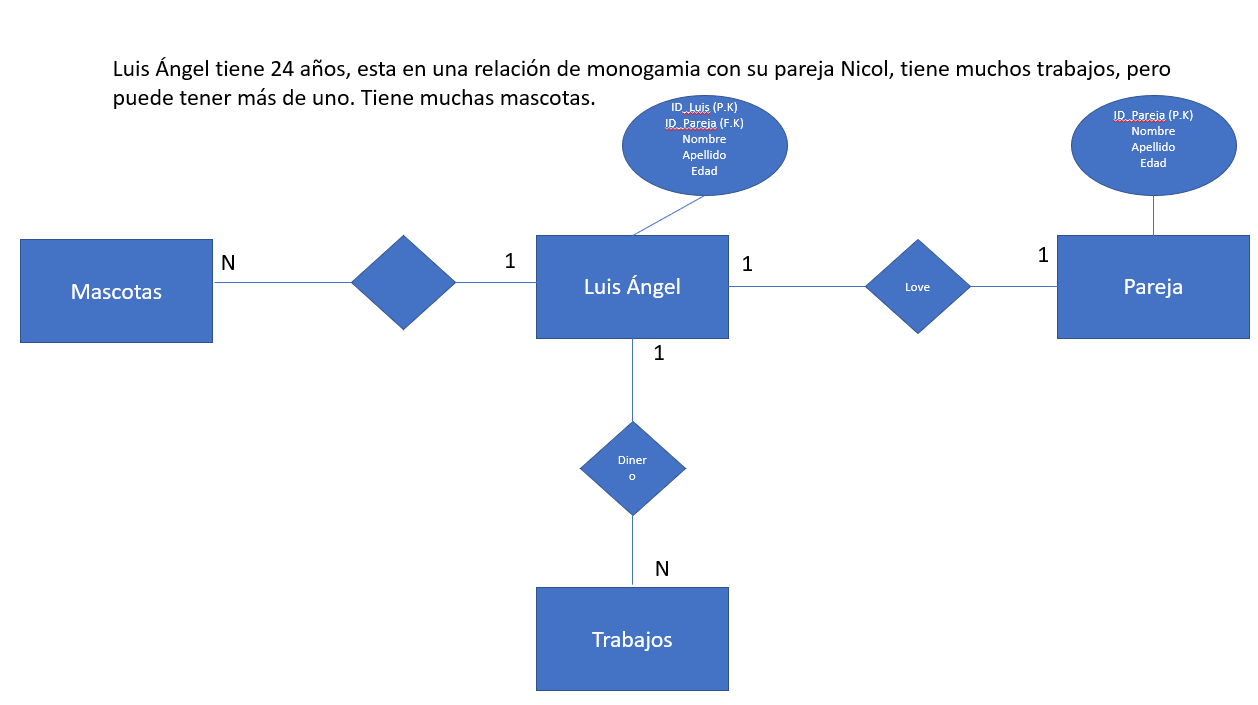 Luis Ángel tiene 24 años, esta en una relación de monogamia con su pareja Nicol, tiene muchos trabajos, pero
puede tener más de uno. Tiene muchas mascotas.
ID_Luis (P.K)
ID_Pareja (F.K)
Nombre
Apellido
Edad
ID_Pareja (P.K)
Nombre
Apellido
Edad
Mascotas
N
1
Luis Ángel
1
Love
1
Pareja
1
Diner
o
N
Trabajos